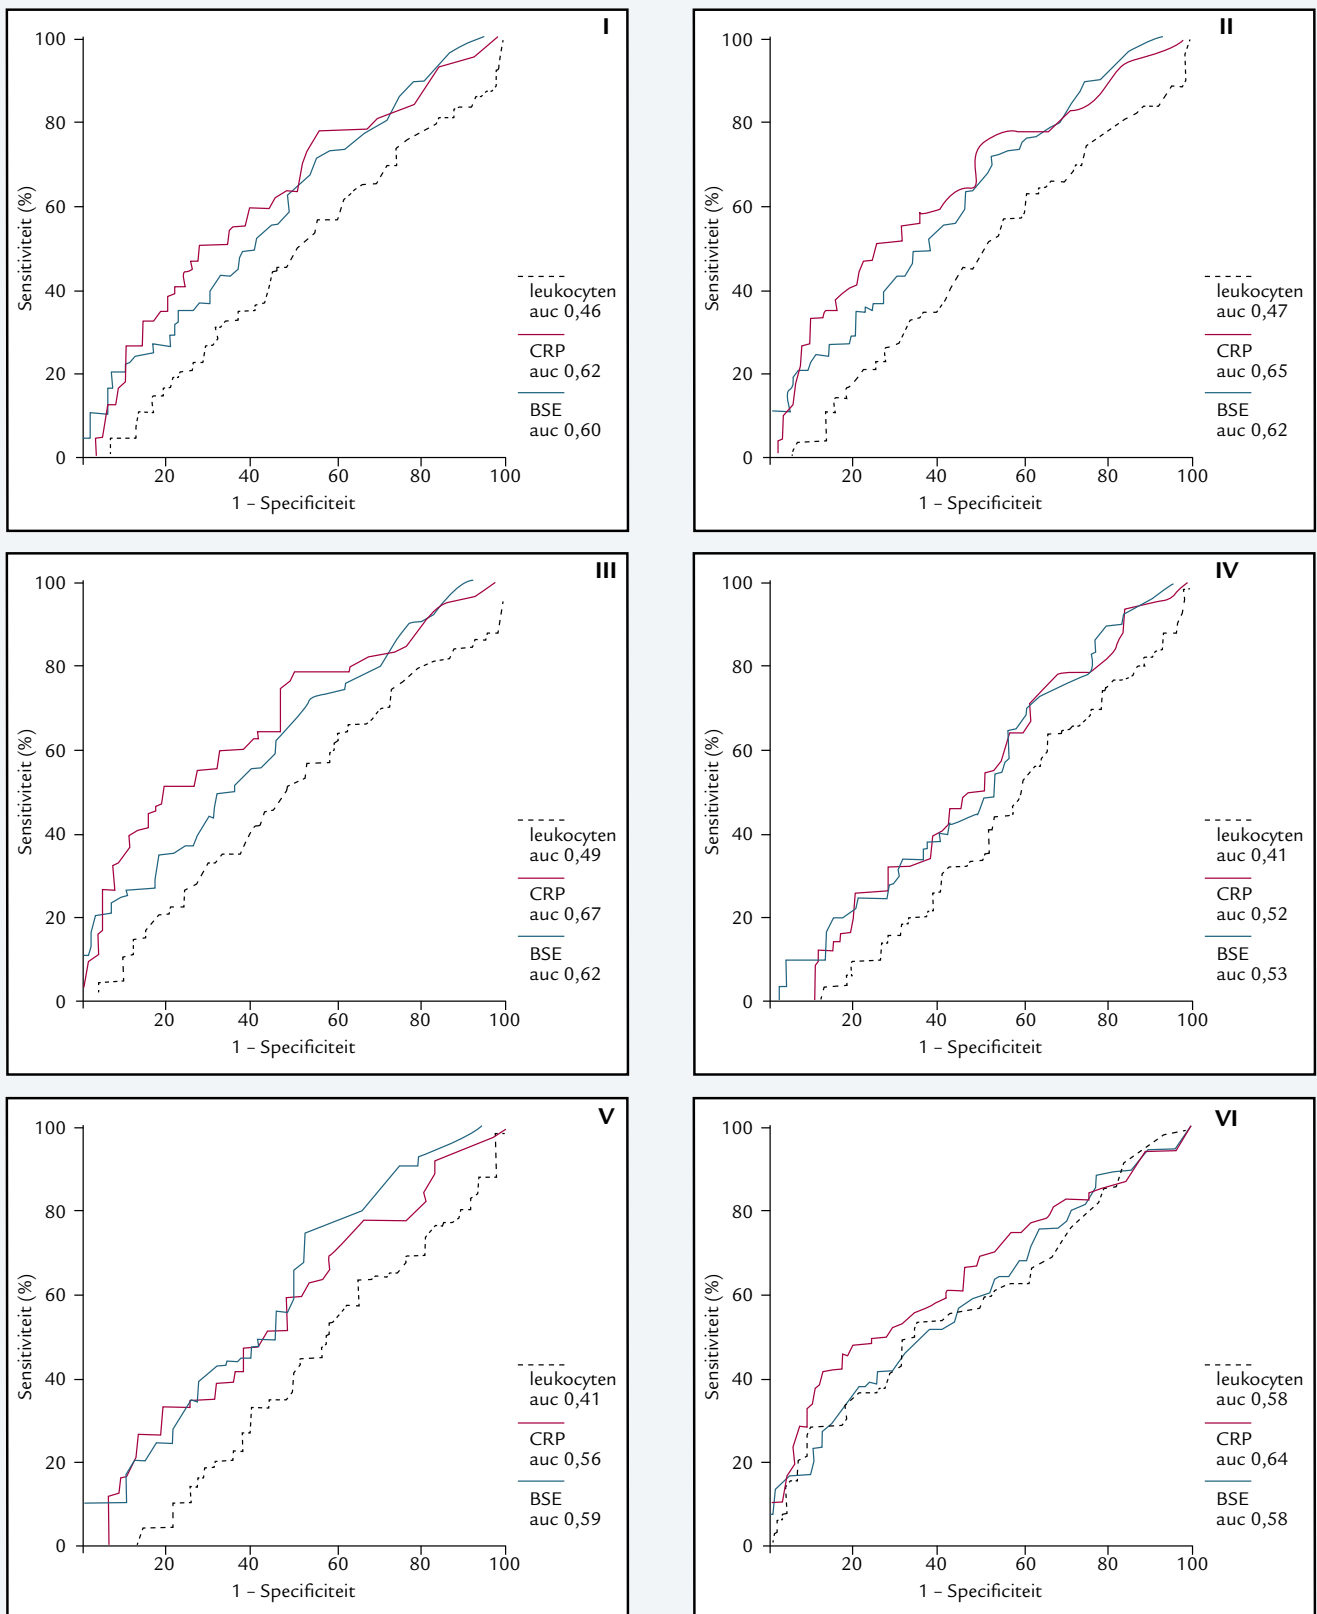 I
100
80
60
40
20
0
Sensitiviteit (%)
20 40 60 80 100
1 – Specificiteit
leukocyten
auc 0,46
CRP
auc 0,62
BSE
auc 0,60
II
100
80
60
40
20
0
Sensitiviteit (%)
20 40 60 80 100
1 – Specificiteit
leukocyten
auc 0,47
CRP
auc 0,65
BSE
auc 0,62
III
100
80
60
40
20
0
Sensitiviteit (%)
20 40 60 80 100
1 – Specificiteit
leukocyten
auc 0,49
CRP
auc 0,67
BSE
auc 0,62
IV
100
80
60
40
20
0
Sensitiviteit (%)
20 40 60 80 100
1 – Specificiteit
leukocyten
auc 0,41
CRP
auc 0,52
BSE
auc 0,53
V
100
80
60
40
20
0
Sensitiviteit (%)
20 40 60 80 100
1 – Specificiteit
leukocyten
auc 0,41
CRP
auc 0,56
BSE
auc 0,59
VI
100
80
60
40
20
0
Sensitiviteit (%)
20 40 60 80 100
1 – Specificiteit
leukocyten
auc 0,58
CRP
auc 0,64
BSE
auc 0,58